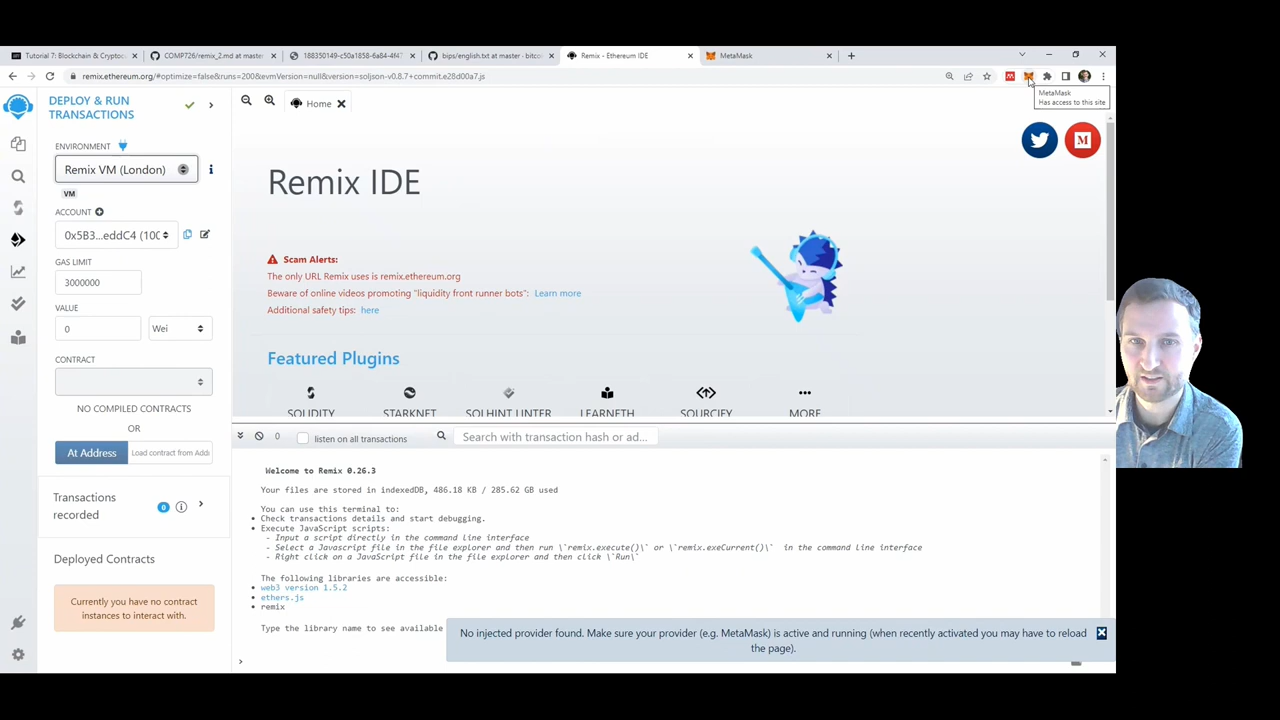 Tutorial 7: Blockchain & Cryptoc
COMP726/remix_2.md at master
188350149-c50a1858-6a84-4f47
bips/english.txt at master · bitco
Remix - Ethereum IDE
MetaMask
remix.ethereum.org/#optimize=false&runs=200&evmVersion=null&version=soljson-v0.8.7+commit.e28d00a7.js
MetaMask
Has access to this site
DEPLOY & RUN
TRANSACTIONS
Home
ENVIRONMENT
Remix VM (London)
VM
ACCOUNT
0x5B3...eddC4 (100
GAS LIMIT
3000000
VALUE
0
Wei
CONTRACT
NO COMPILED CONTRACTS
OR
At Address
Load contract from Addr
Transactions
recorded
0
Deployed Contracts
Currently you have no contract
instances to interact with.
Remix IDE
Scam Alerts:
The only URL Remix uses is remix.ethereum.org
Beware of online videos promoting "liquidity front runner bots": Learn more
Additional safety tips: here
Featured Plugins
SOLIDITY
STARKNET
SOLHINT LINTER
LEARNETH
SOURCIFY
MORE
0
listen on all transactions
Search with transaction hash or ad...
Welcome to Remix 0.26.3
Your files are stored in indexedDB, 486.18 KB / 285.62 GB used
You can use this terminal to:
• Check transactions details and start debugging.
• Execute JavaScript scripts:
- Input a script directly in the command line interface
- Select a Javascript file in the file explorer and then run \`remix.execute()\` or \`remix.exeCurrent()\` in the command line interface
- Right click on a JavaScript file in the file explorer and then click \`Run\`
The following libraries are accessible:
• web3 version 1.5.2
• ethers.js
• remix
Type the library name to see available
>
No injected provider found. Make sure your provider (e.g. MetaMask) is active and running (when recently activated you may have to reload
the page).